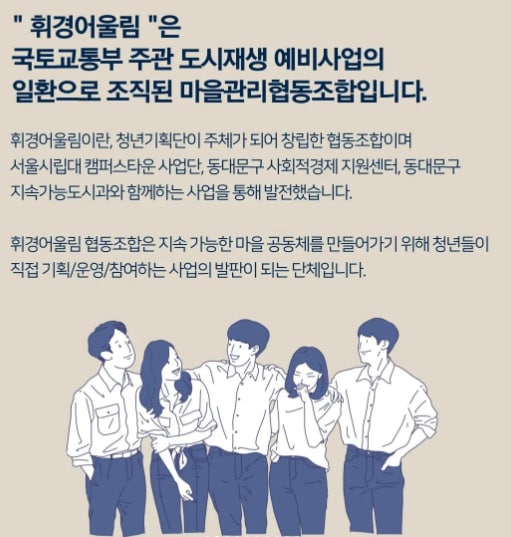 " 휘경어울림 "은
국토교통부 주관 도시재생 예비사업의
일환으로 조직된 마을관리협동조합입니다.
휘경어울림이란, 청년기획단이 주체가 되어 창립한 협동조합이며
서울시립대 캠퍼스타운 사업단, 동대문구 사회적경제 지원센터, 동대문구
지속가능도시과와 함께하는 사업을 통해 발전했습니다.
휘경어울림 협동조합은 지속 가능한 마을 공동체를 만들어가기 위해 청년들이
직접 기획/운영/참여하는 사업의 발판이 되는 단체입니다.